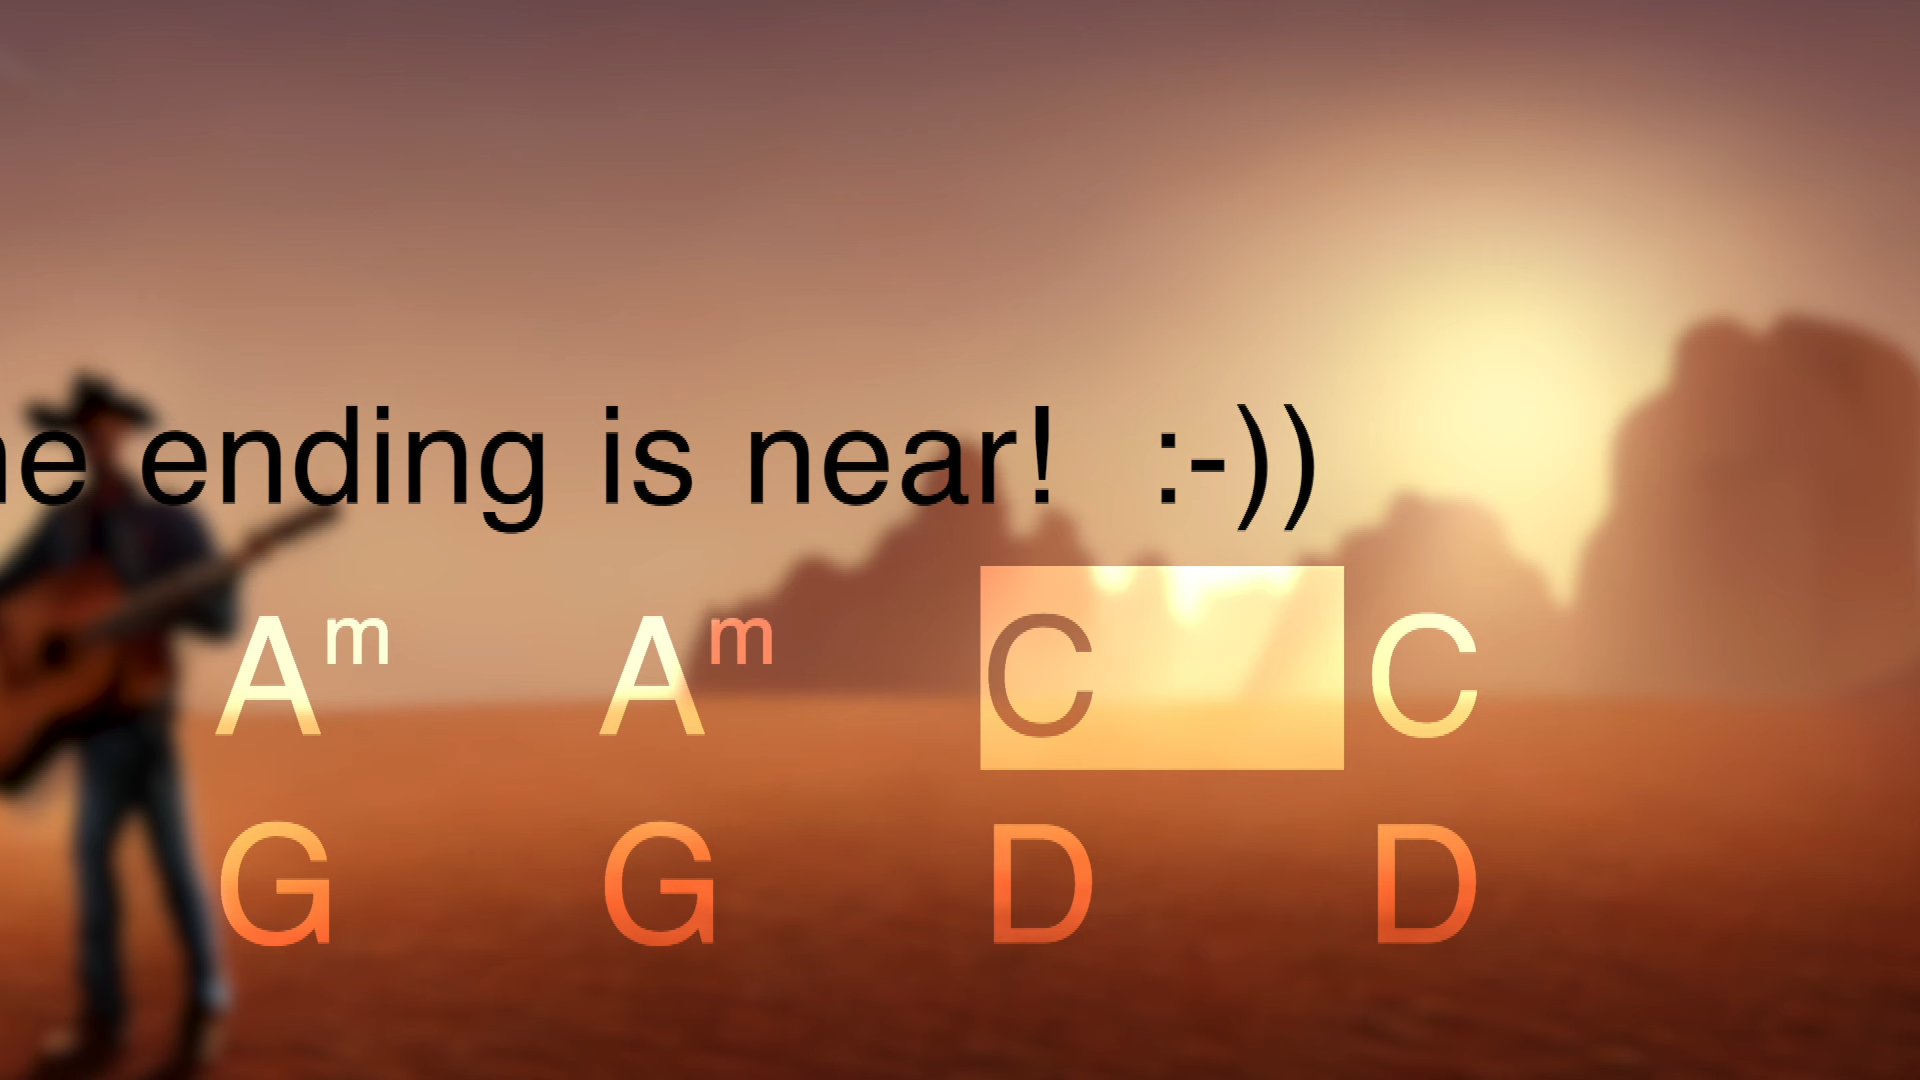 ending is near!  :-))
Am Am C C
G G D D